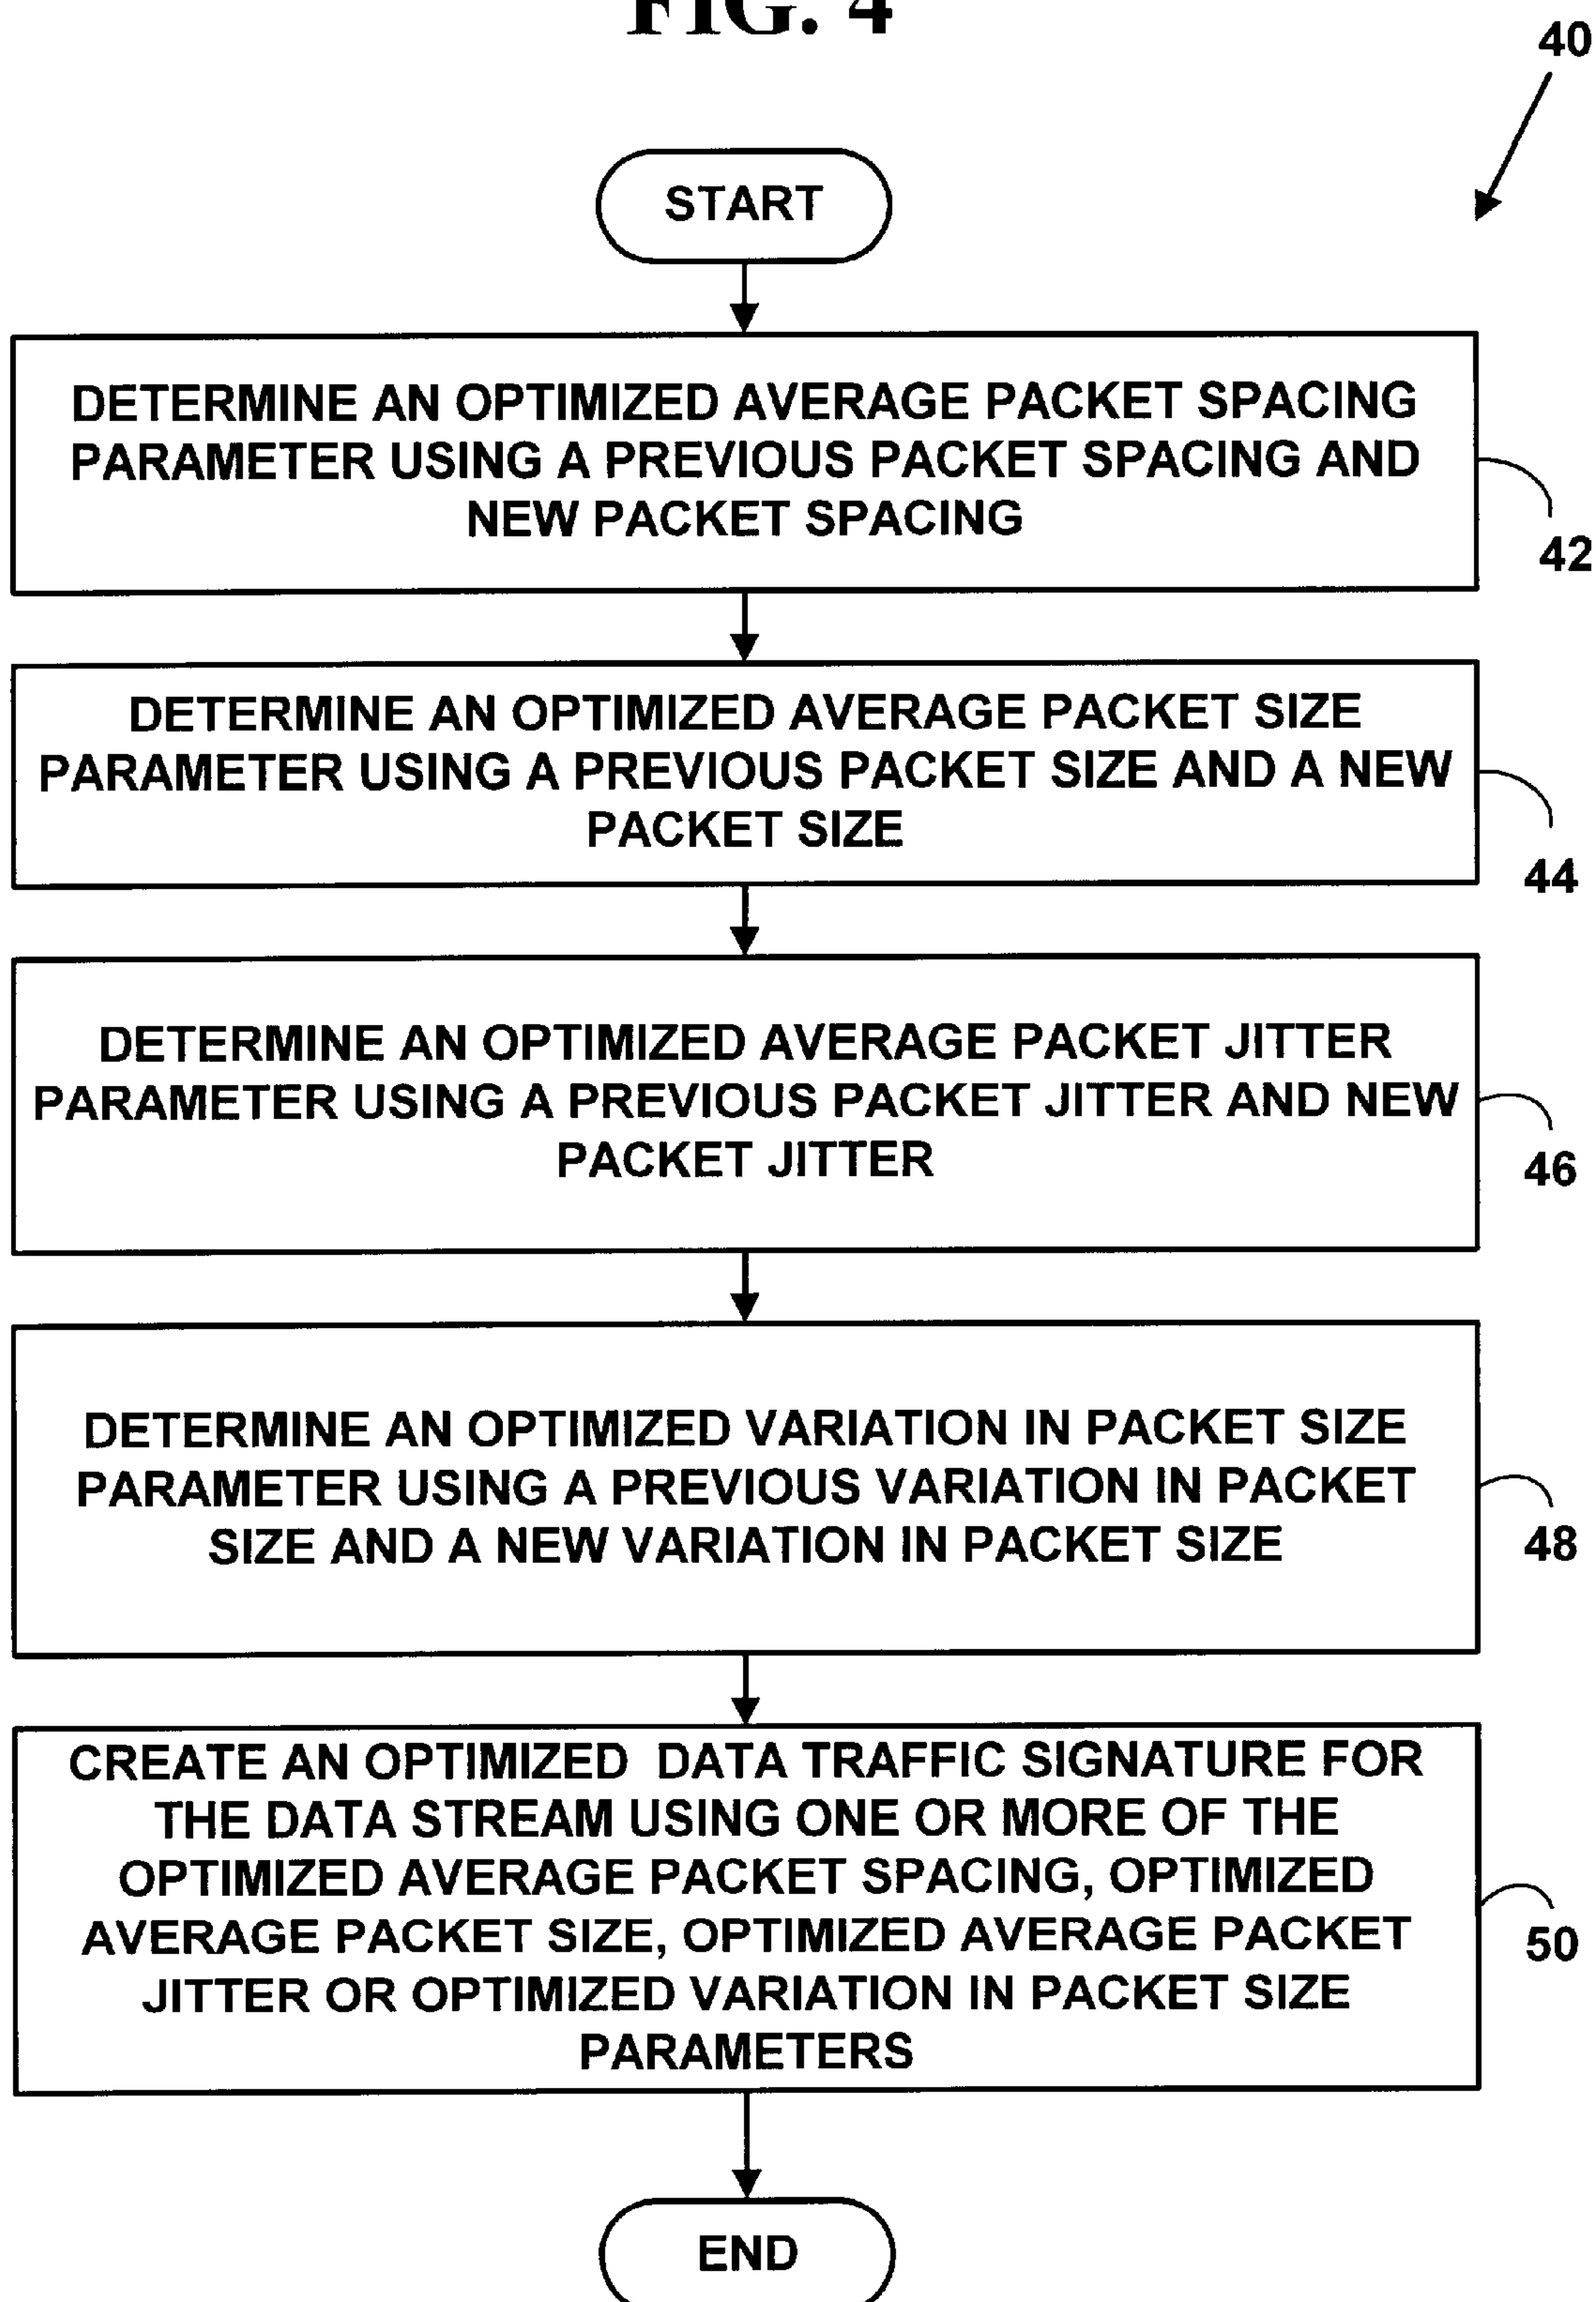 FIG. 4
40
START
DETERMINE AN OPTIMIZED AVERAGE PACKET SPACING
PARAMETER USING A PREVIOUS PACKET SPACING AND
NEW PACKET SPACING
42
DETERMINE AN OPTIMIZED AVERAGE PACKET SIZE
PARAMETER USING A PREVIOUS PACKET SIZE AND A NEW
PACKET SIZE
44
DETERMINE AN OPTIMIZED AVERAGE PACKET JITTER
PARAMETER USING A PREVIOUS PACKET JITTER AND NEW
PACKET JITTER
46
DETERMINE AN OPTIMIZED VARIATION IN PACKET SIZE
PARAMETER USING A PREVIOUS VARIATION IN PACKET
SIZE AND A NEW VARIATION IN PACKET SIZE
48
CREATE AN OPTIMIZED DATA TRAFFIC SIGNATURE FOR
THE DATA STREAM USING ONE OR MORE OF THE
OPTIMIZED AVERAGE PACKET SPACING, OPTIMIZED
AVERAGE PACKET SIZE, OPTIMIZED AVERAGE PACKET
JITTER OR OPTIMIZED VARIATION IN PACKET SIZE
PARAMETERS
50
END